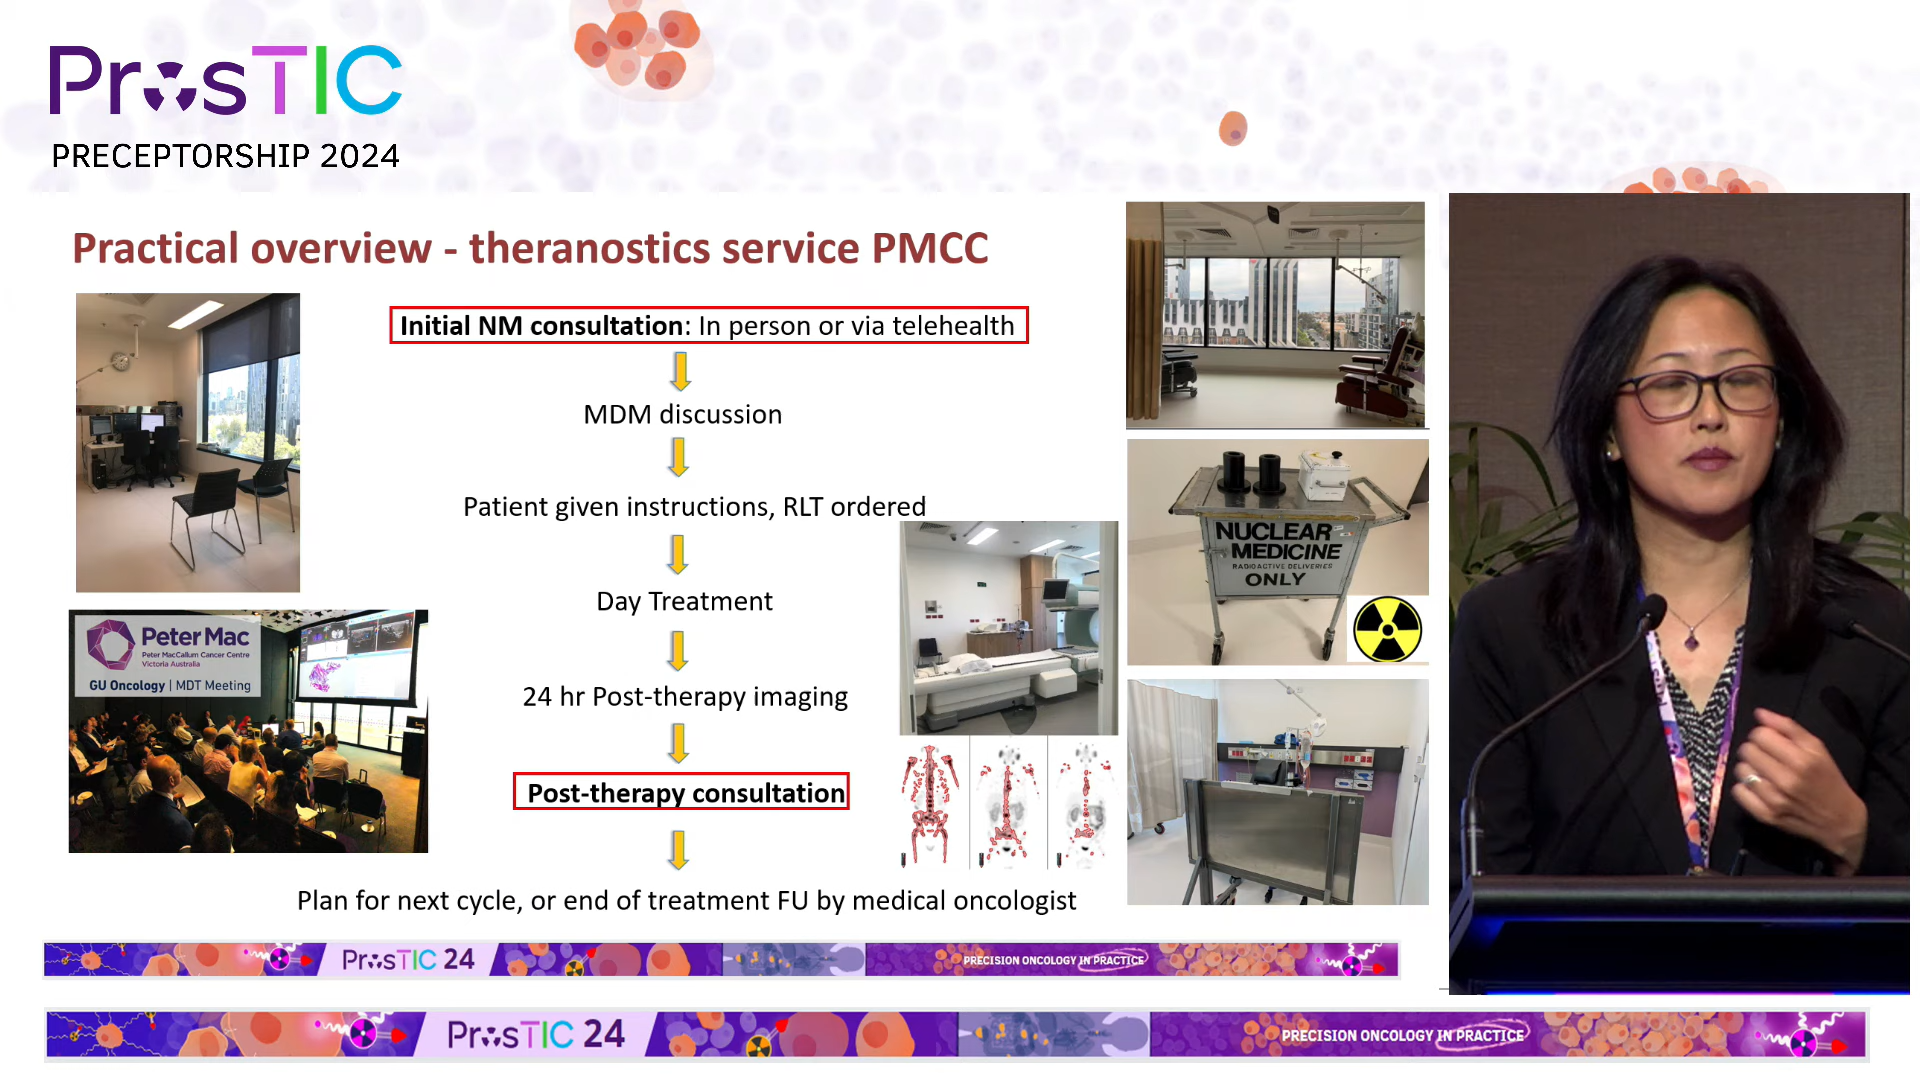 ProsTIC
PRECEPTORSHIP 2024
Practical overview - theranostics service PMCC
Initial NM consultation: In person or via telehealth
MDM discussion
Patient given instructions, RLT ordered
Day Treatment
24 hr Post-therapy imaging
Post-therapy consultation
Plan for next cycle, or end of treatment FU by medical oncologist
Peter Mac
Peter MacCallum Cancer Centre
Victoria Australia
GU Oncology | MDT Meeting
NUCLEAR
MEDICINE
RADIOACTIVE DELIVERIES
ONLY
ProsTIC 24
PRECISION ONCOLOGY IN PRACTICE
ProsTIC 24
PRECISION ONCOLOGY IN PRACTICE